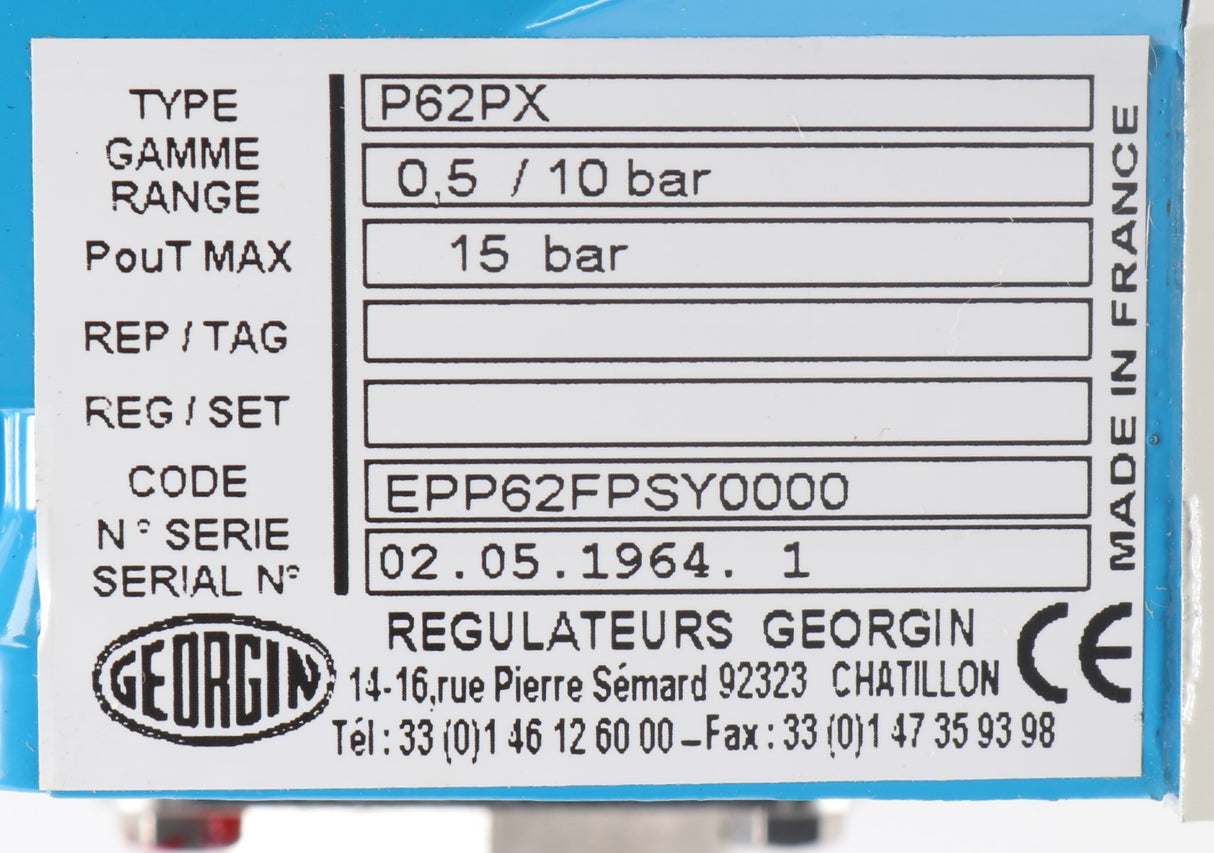 TYPE P62PX
GAMME
RANGE 0,5 / 10 bar
PouT MAX 15 bar
REP / TAG
REG / SET
CODE EPP62FPSY0000
N° SERIE
SERIAL N° 02.05.1964. 1
MADE IN FRANCE
GEORGIN
REGULATEURS GEORGIN
CE
14-16,rue Pierre Sémard 92323 CHATILLON
Tél : 33 (0)1 46 12 60 00 – Fax : 33 (0)1 47 35 93 98